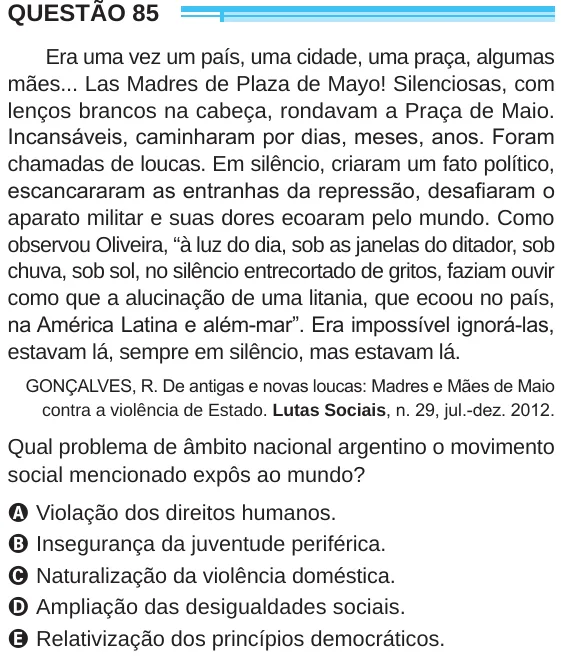 QUESTÃO 85
Era uma vez um país, uma cidade, uma praça, algumas
mães... Las Madres de Plaza de Mayo! Silenciosas, com
lenços brancos na cabeça, rondavam a Praça de Maio.
Incansáveis, caminharam por dias, meses, anos. Foram
chamadas de loucas. Em silêncio, criaram um fato político,
escancararam as entranhas da repressão, desafiaram o
aparato militar e suas dores ecoaram pelo mundo. Como
observou Oliveira, “à luz do dia, sob as janelas do ditador, sob
chuva, sob sol, no silêncio entrecortado de gritos, faziam ouvir
como que a alucinação de uma litania, que ecoou no país,
na América Latina e além-mar”. Era impossível ignorá-las,
estavam lá, sempre em silêncio, mas estavam lá.
GONÇALVES, R. De antigas e novas loucas: Madres e Mães de Maio
contra a violência de Estado. Lutas Sociais, n. 29, jul.-dez. 2012.
Qual problema de âmbito nacional argentino o movimento
social mencionado expôs ao mundo?
A Violação dos direitos humanos.
B Insegurança da juventude periférica.
C Naturalização da violência doméstica.
D Ampliação das desigualdades sociais.
E Relativização dos princípios democráticos.